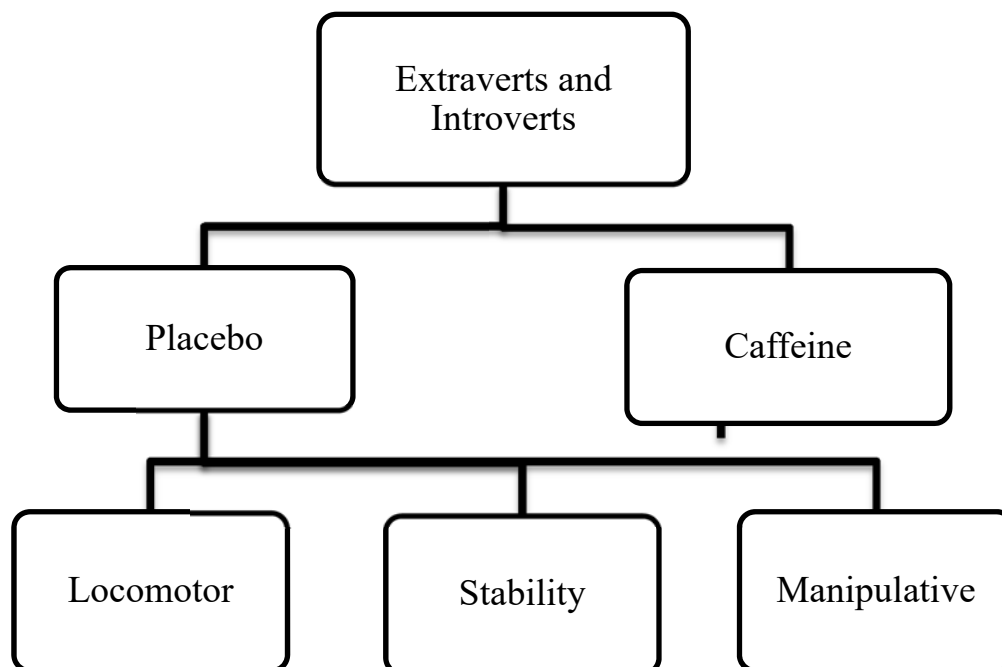 Extraverts and
Introverts
Placebo
Caffeine
Locomotor
Stability
Manipulative